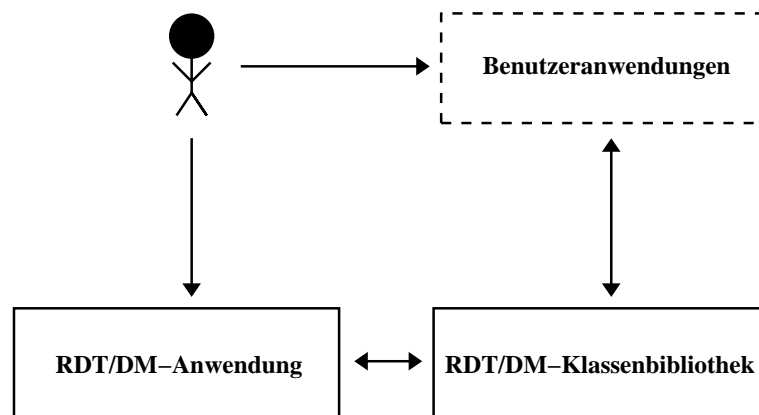 Benutzeranwendungen
RDT/DM−Anwendung
RDT/DM−Klassenbibliothek